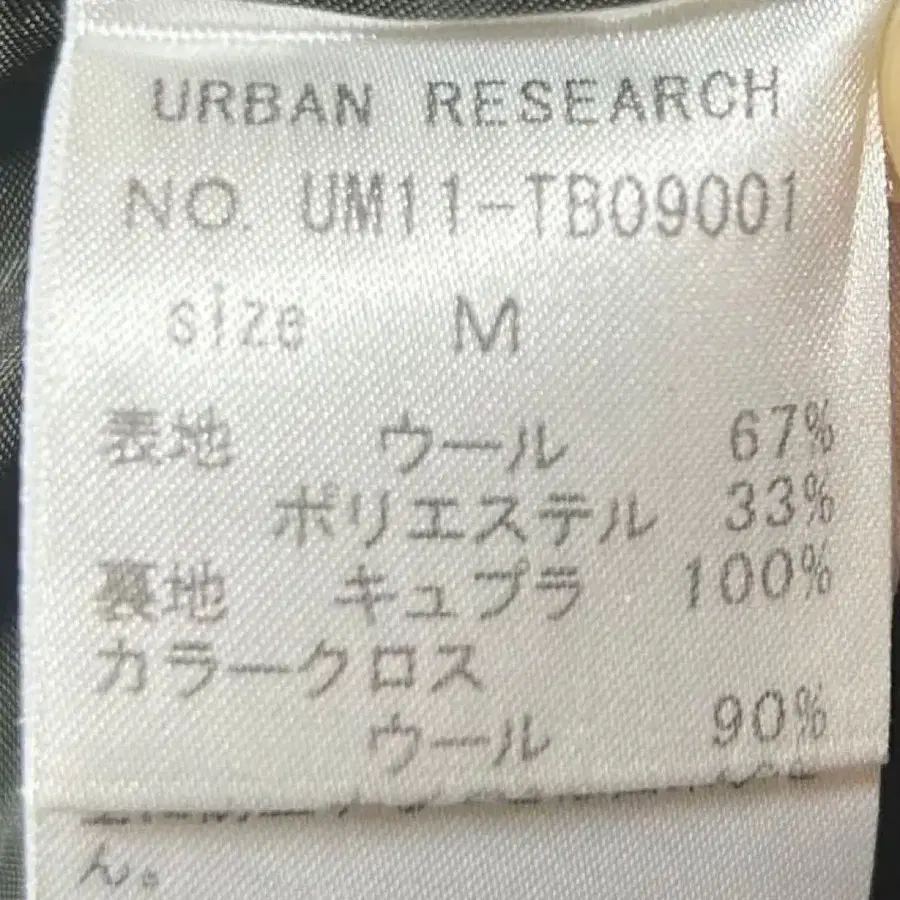 URBAN RESEARCH
NO. UM11-TB09001
size M
表地 ウール 67%
ポリエステル 33%
裏地 キュプラ 100%
カラークロス
ウール 90%
ん。